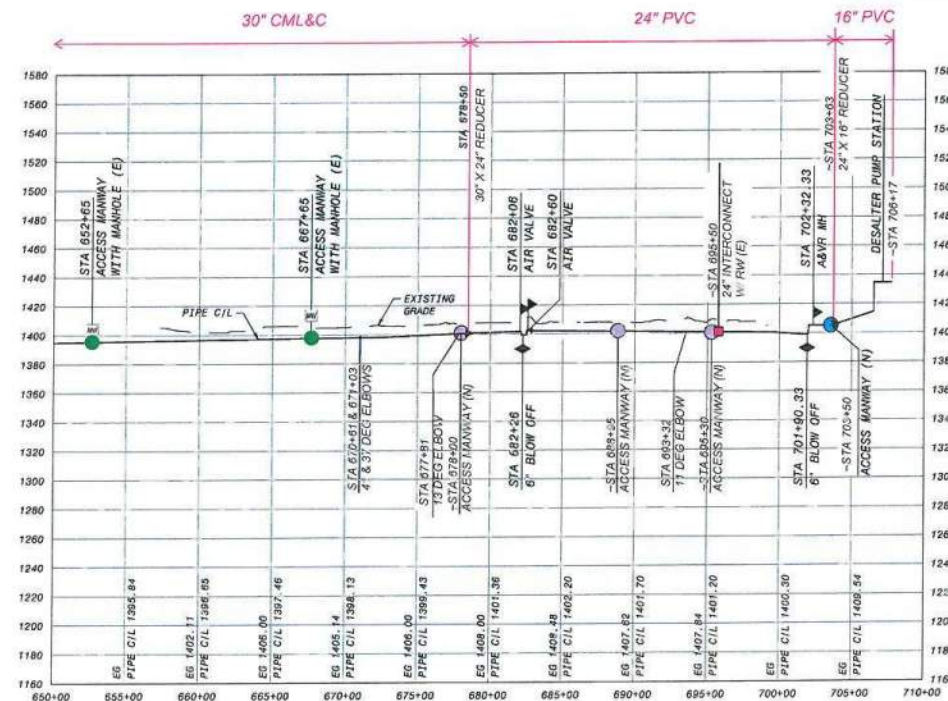 30" CML&C
24" PVC
16" PVC
1580
1560
1540
1520
1500
1480
1460
1440
1420
1400
1380
1360
1340
1320
1300
1280
1260
1240
1220
1200
1180
1160
STA 652+65
ACCESS MANWAY
WITH MANHOLE (E)
MW
PIPE C/L
STA 667+65
ACCESS MANWAY
WITH MANHOLE (E)
MW
EXISTING
GRADE
STA 670+61 & 671+03
4° & 37 DEG ELBOWS
STA 677+81
13 DEG ELBOW
~STA 678+00
ACCESS MANWAY (N)
STA 678+50
30" X 24" REDUCER
STA 682+06
AIR VALVE
STA 682+60
AIR VALVE
STA 682+26
6" BLOW OFF
ACCESS MANWAY (N)
STA 693+32
11 DEG ELBOW
~STA 695+30
ACCESS MANWAY (N)
~STA 695+50
24" INTERCONNECT
W/ RW (E)
STA 702+32.33
A&VR MH
STA 701+90.33
6" BLOW OFF
~STA 703+63
24" X 16" REDUCER
~STA 703+50
ACCESS MANWAY (N)
DESALTER PUMP STATION
~STA 706+17
EG
PIPE C/L 1395.84
EG 1402.11
PIPE C/L 1396.65
EG 1406.00
PIPE C/L 1397.46
EG 1405.14
PIPE C/L 1398.13
EG 1406.00
PIPE C/L 1399.43
EG 1408.00
PIPE C/L 1401.36
EG 1408.48
PIPE C/L 1402.20
EG 1407.62
PIPE C/L 1401.70
EG 1407.84
PIPE C/L 1401.20
EG
PIPE C/L 1400.30
EG
PIPE C/L 1409.54
650+00
655+00
660+00
665+00
670+00
675+00
680+00
685+00
690+00
695+00
700+00
705+00
710+00